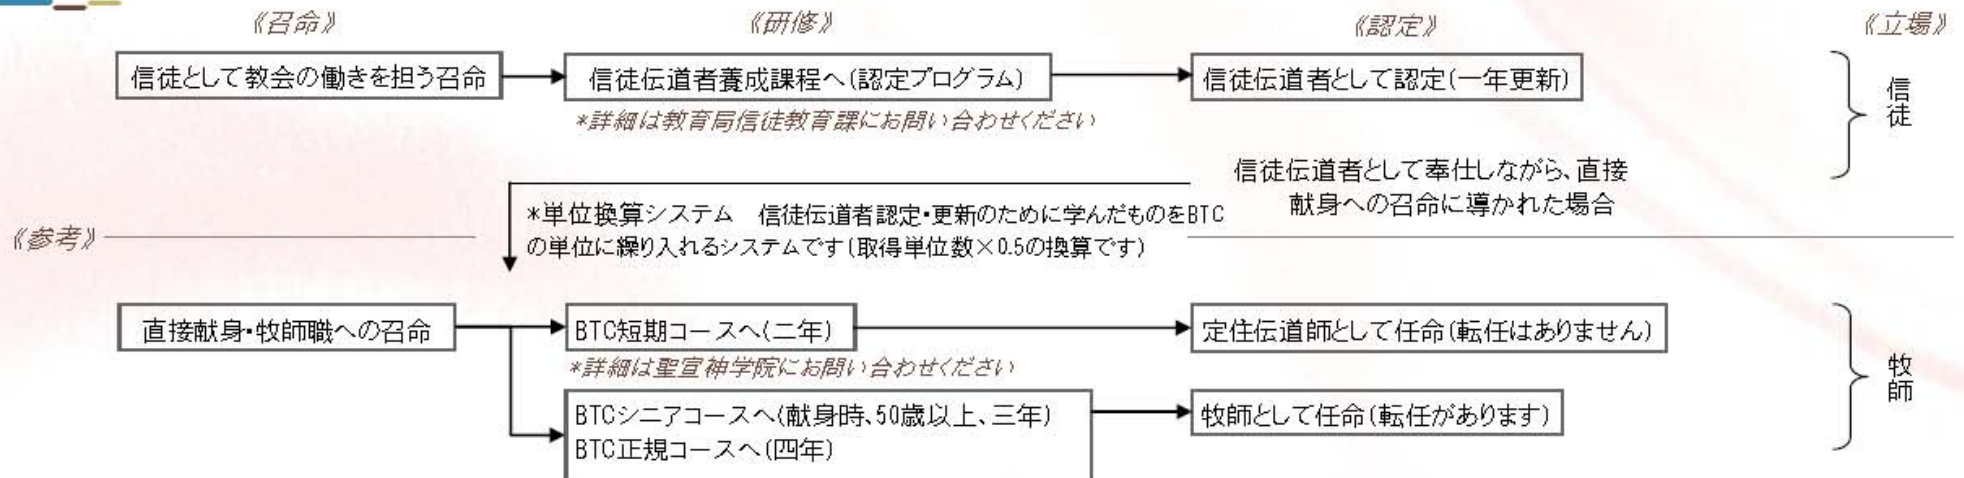 《召命》
《研修》
《認定》
《立場》
信徒として教会の働きを担う召命
信徒伝道者養成課程へ(認定プログラム)
信徒伝道者として認定(一年更新)
*詳細は教育局信徒教育課にお問い合わせください
信徒
信徒伝道者として奉仕しながら、直接
献身への召命に導かれた場合
*単位換算システム　信徒伝道者認定・更新のために学んだものをBTC
の単位に繰り入れるシステムです(取得単位数×0.5の換算です)
《参考》
直接献身・牧師職への召命
BTC短期コースへ(二年)
定住伝道師として任命(転任はありません)
*詳細は聖宣神学院にお問い合わせください
BTCシニアコースへ(献身時、50歳以上、三年)
BTC正規コースへ(四年)
牧師として任命(転任があります)
牧師